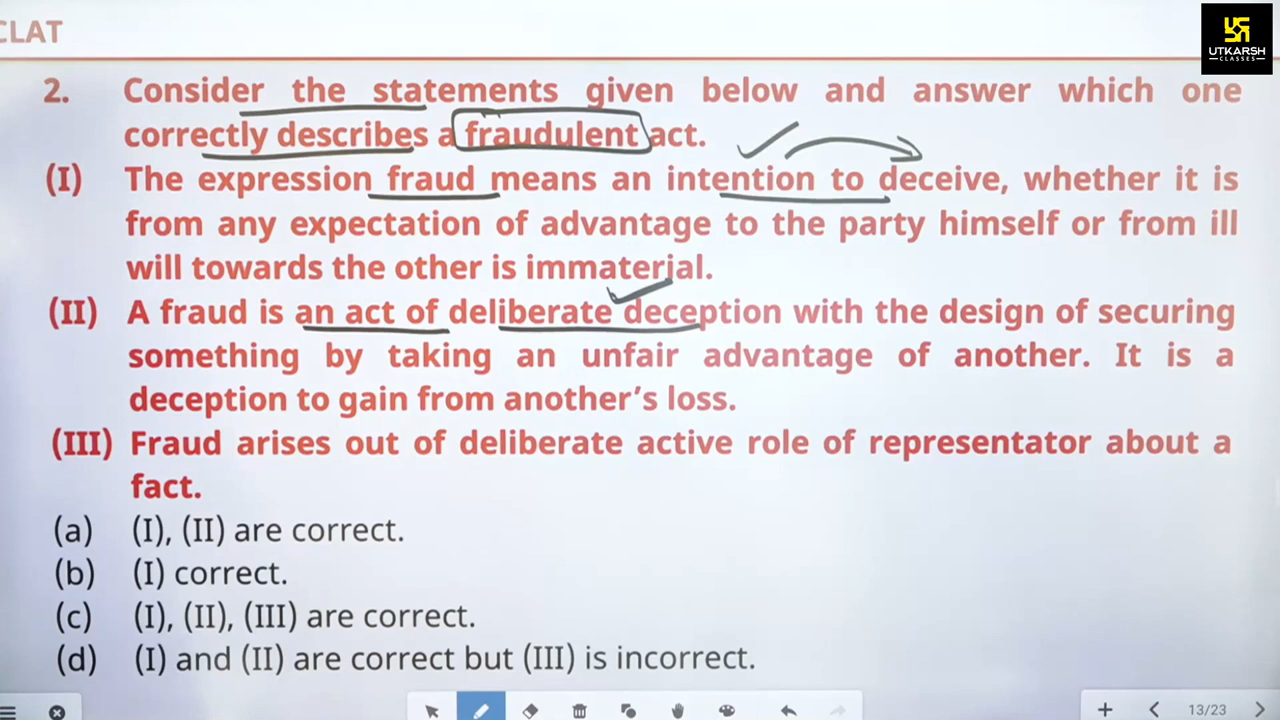 CLAT
UTKARSH
CLASSES
2. Consider the statements given below and answer which one
correctly describes a fraudulent act.
(I) The expression fraud means an intention to deceive, whether it is
from any expectation of advantage to the party himself or from ill
will towards the other is immaterial.
(II) A fraud is an act of deliberate deception with the design of securing
something by taking an unfair advantage of another. It is a
deception to gain from another’s loss.
(III) Fraud arises out of deliberate active role of representator about a
fact.
(a) (I), (II) are correct.
(b) (I) correct.
(c) (I), (II), (III) are correct.
(d) (I) and (II) are correct but (III) is incorrect.
13/23